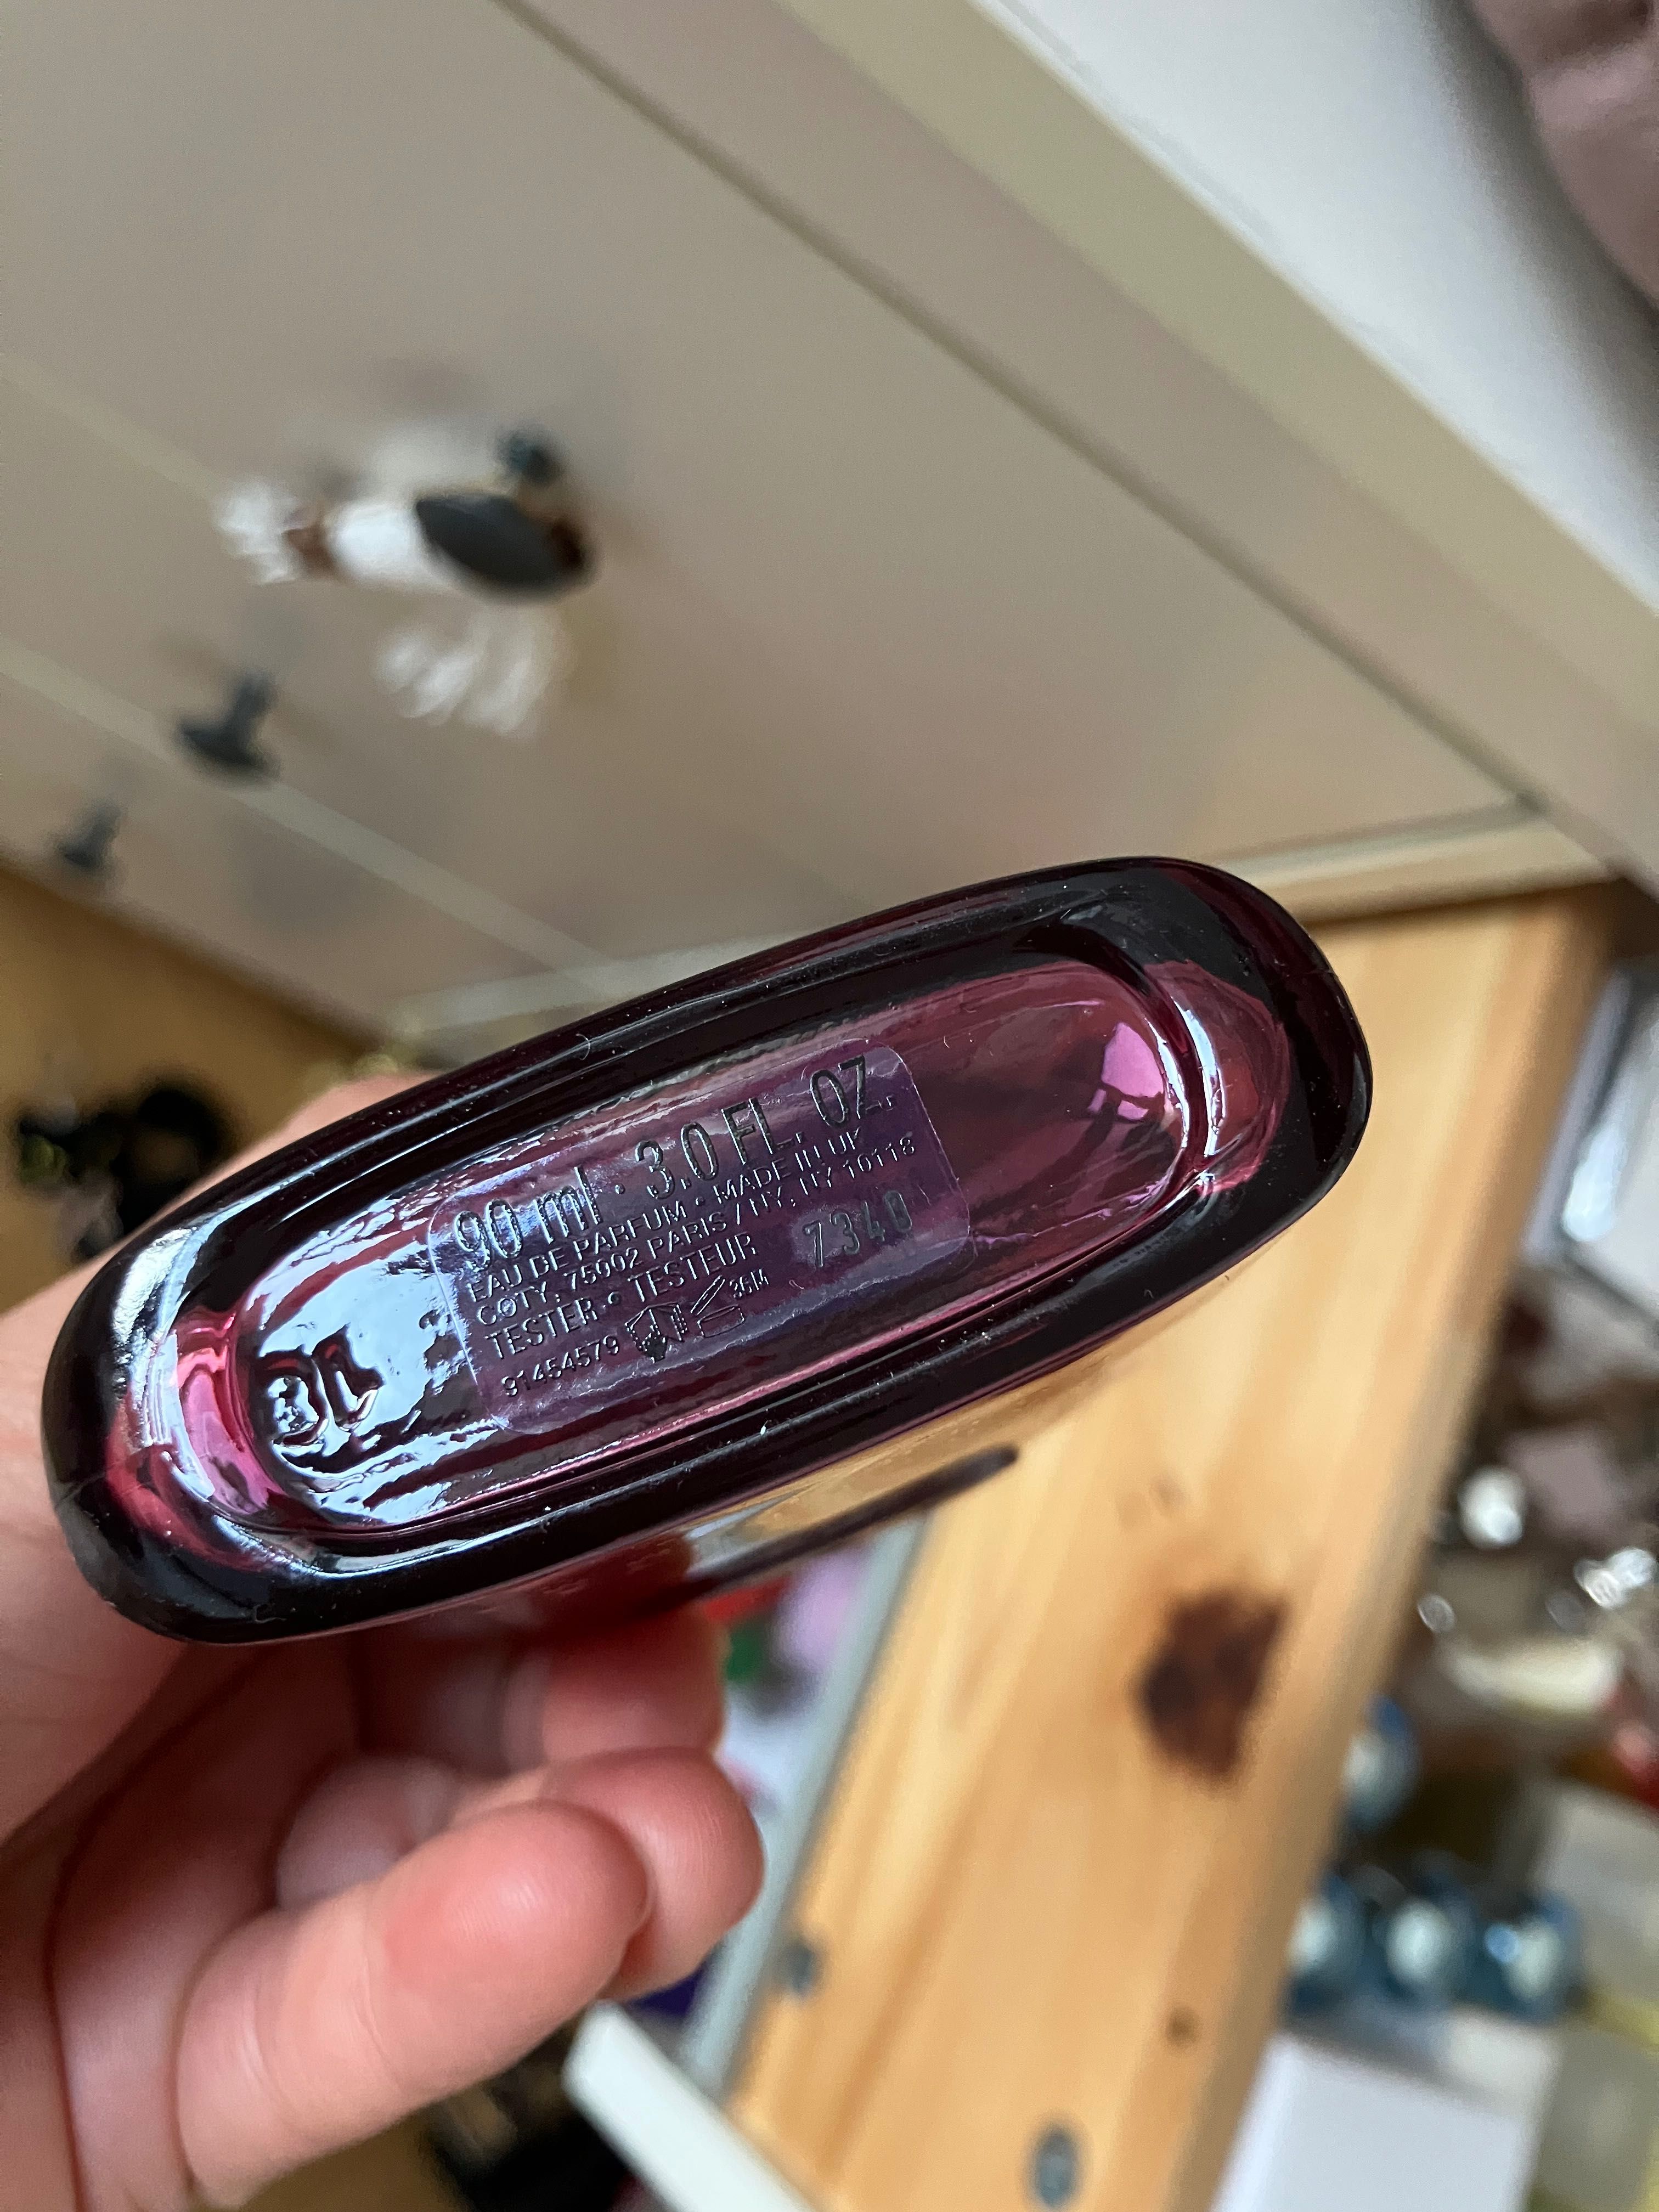 90 ml · 3.0 FL. OZ.
EAU DE PARFUM • MADE IN UK
COTY: 75002 PARIS / NY, NY 10118
TESTER • TESTEUR 7340
91454579 36M